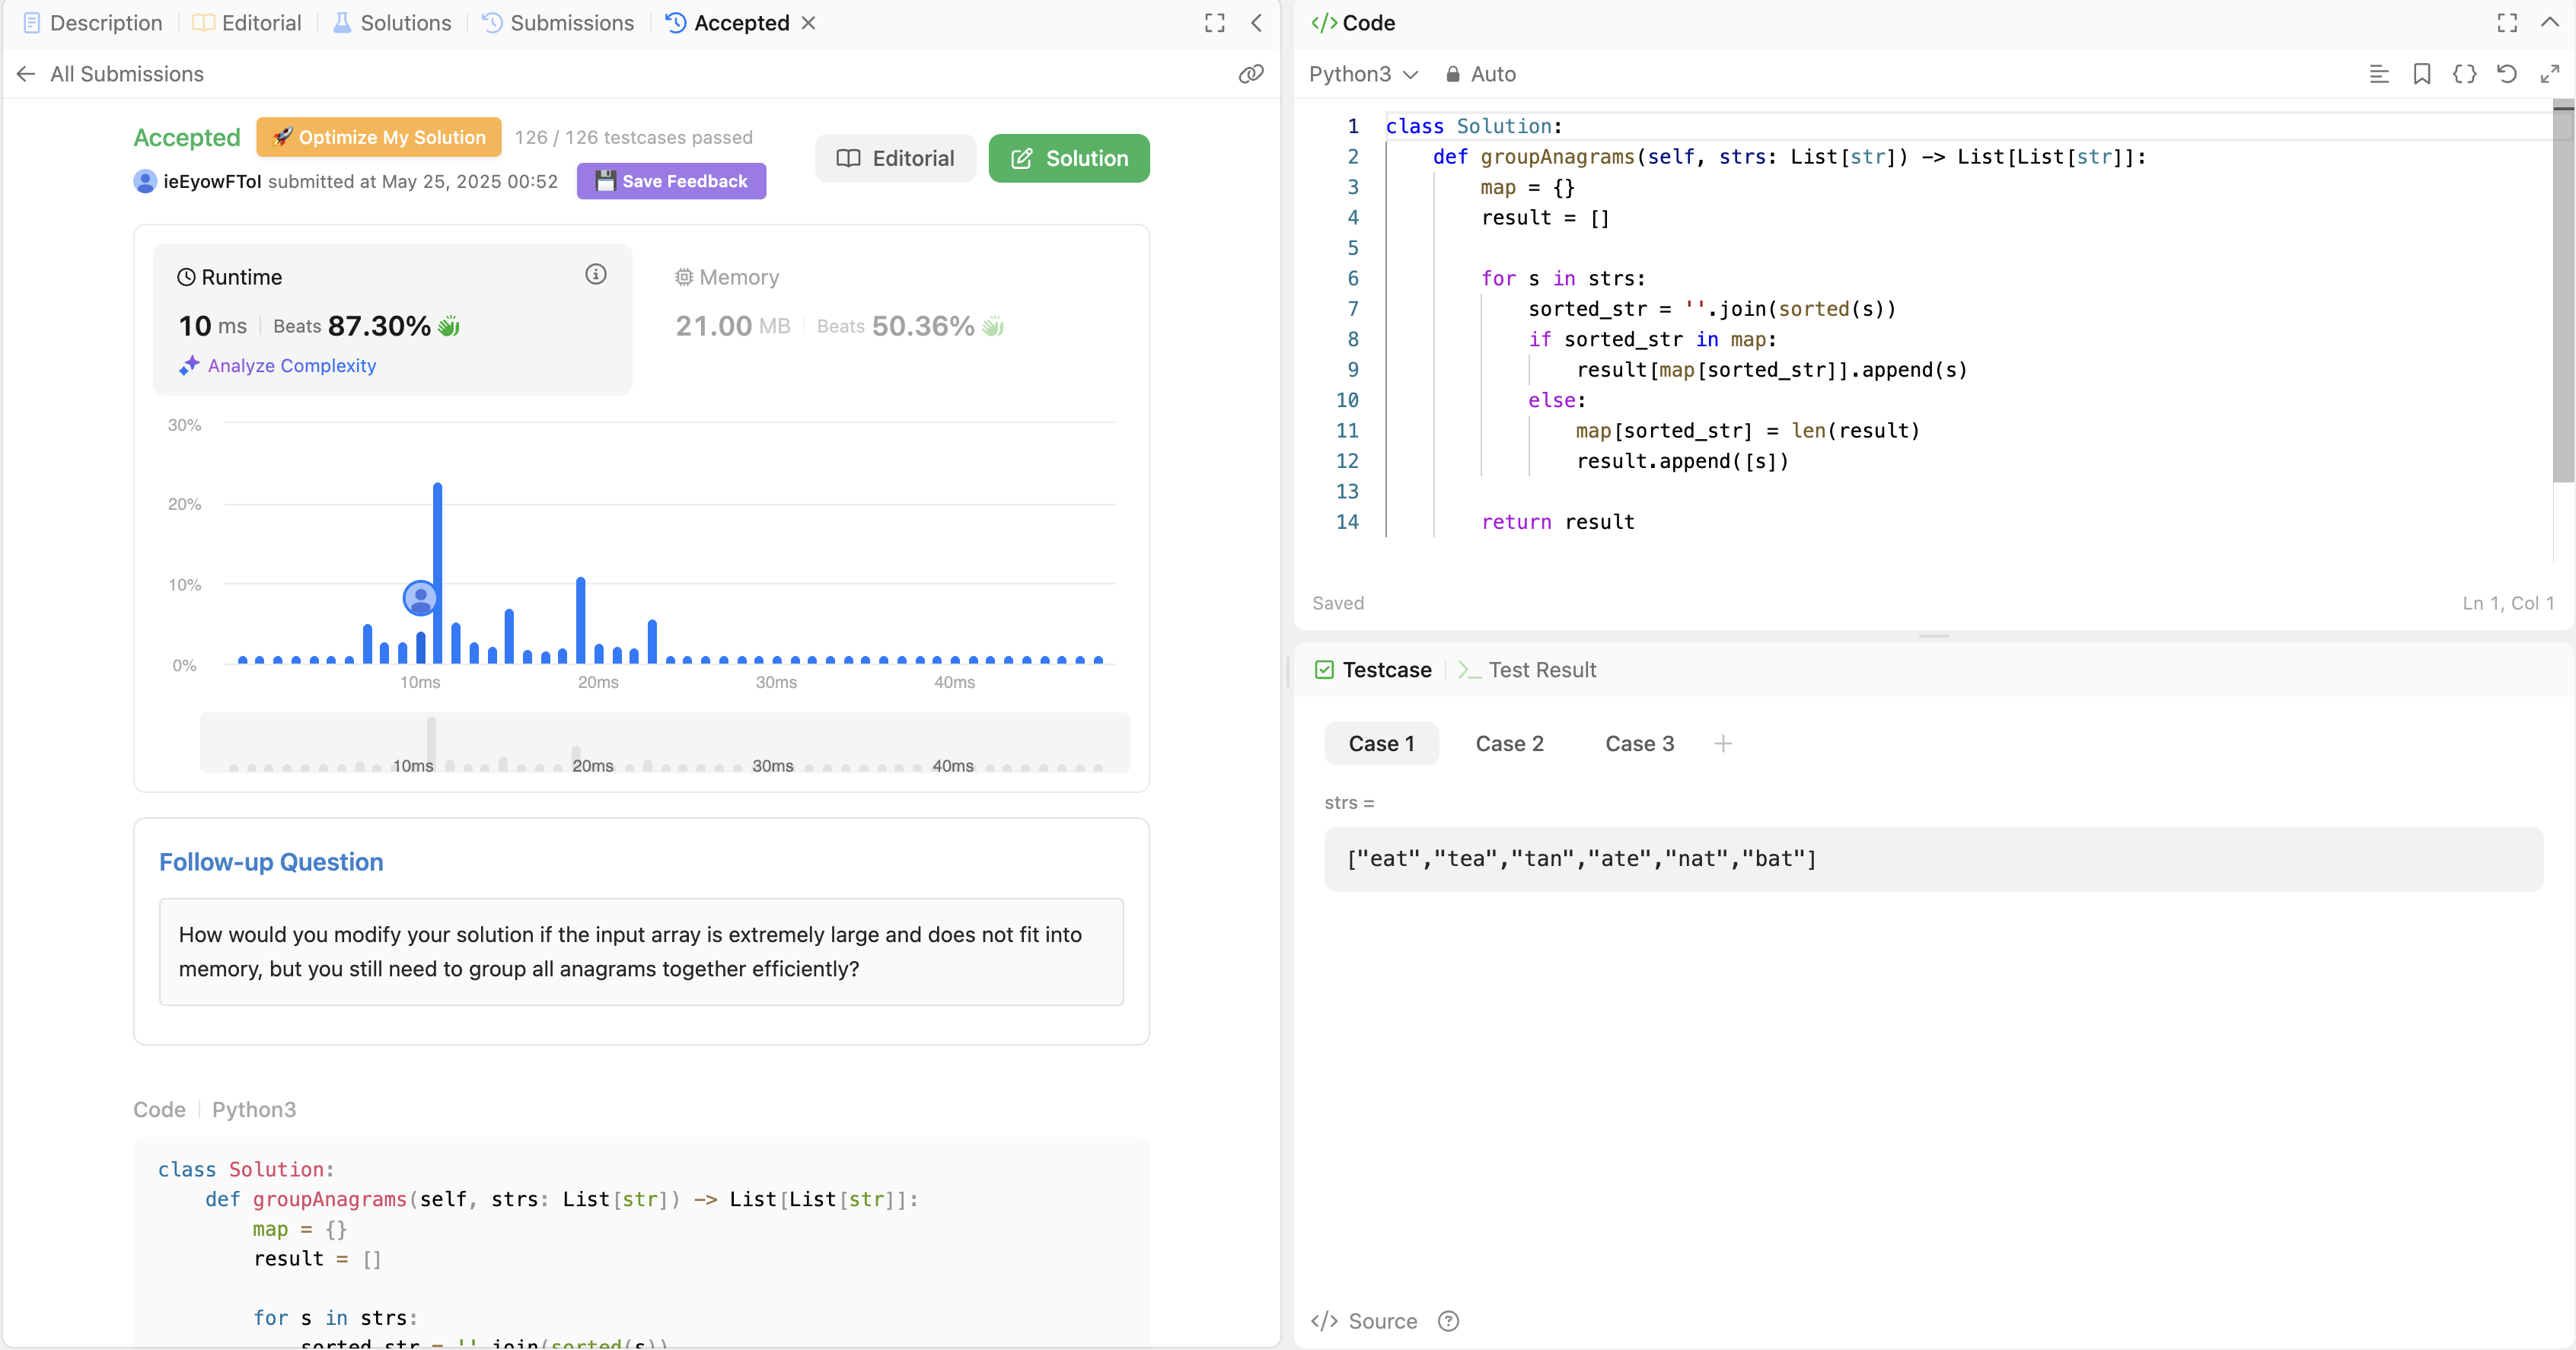 Description Editorial Solutions Submissions Accepted
All Submissions
Accepted 🚀 Optimize My Solution 126 / 126 testcases passed
Editorial Solution
ieEyowFTol submitted at May 25, 2025 00:52 💾 Save Feedback
Runtime
10 ms Beats 87.30%
Analyze Complexity
Memory
21.00 MB Beats 50.36%
30%
20%
10%
0%
10ms 20ms 30ms 40ms
10ms 20ms 30ms 40ms
Follow-up Question
How would you modify your solution if the input array is extremely large and does not fit into
memory, but you still need to group all anagrams together efficiently?
Code Python3
class Solution:
    def groupAnagrams(self, strs: List[str]) -> List[List[str]]:
        map = {}
        result = []
        for s in strs:
            sorted_str = ''.join(sorted(s))
</> Code
Python3 Auto
1 class Solution:
2     def groupAnagrams(self, strs: List[str]) -> List[List[str]]:
3         map = {}
4         result = []
5
6         for s in strs:
7             sorted_str = ''.join(sorted(s))
8             if sorted_str in map:
9                 result[map[sorted_str]].append(s)
10             else:
11                 map[sorted_str] = len(result)
12                 result.append([s])
13
14         return result
Saved Ln 1, Col 1
Testcase >_ Test Result
Case 1 Case 2 Case 3 +
strs =
["eat","tea","tan","ate","nat","bat"]
</> Source ?